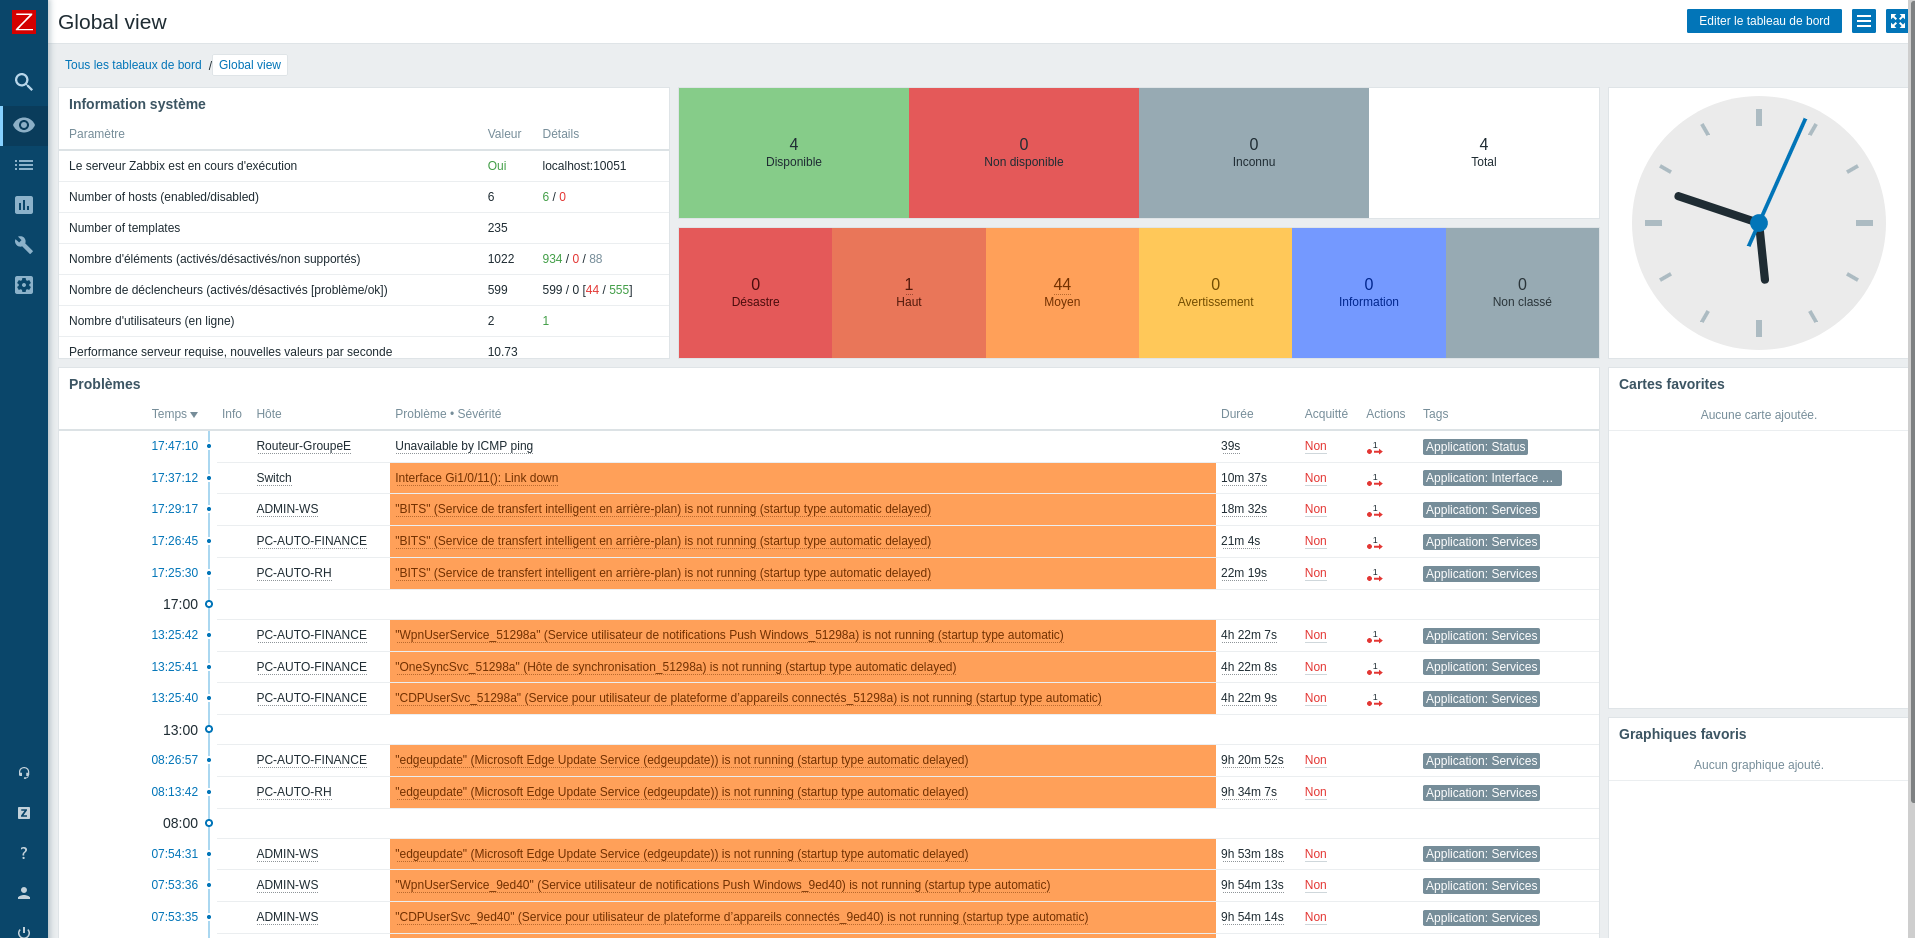 Z
Global view
Editer le tableau de bord
Tous les tableaux de bord / Global view
Information système
Paramètre Valeur Détails
Le serveur Zabbix est en cours d'exécution Oui localhost:10051
Number of hosts (enabled/disabled) 6 6 / 0
Number of templates 235
Nombre d'éléments (activés/désactivés/non supportés) 1022 934 / 0 / 88
Nombre de déclencheurs (activés/désactivés [problème/ok]) 599 599 / 0 [44 / 555]
Nombre d'utilisateurs (en ligne) 2 1
Performance serveur requise, nouvelles valeurs par seconde 10.73
4 0 0 4
Disponible Non disponible Inconnu Total
0 1 44 0 0 0
Désastre Haut Moyen Avertissement Information Non classé
Problèmes
Temps Info Hôte Problème • Sévérité Durée Acquitté Actions Tags
17:47:10 Routeur-GroupeE Unavailable by ICMP ping 39s Non 1 Application: Status
17:37:12 Switch Interface Gi1/0/11(): Link down 10m 37s Non 1 Application: Interface …
17:29:17 ADMIN-WS "BITS" (Service de transfert intelligent en arrière-plan) is not running (startup type automatic delayed) 18m 32s Non 1 Application: Services
17:26:45 PC-AUTO-FINANCE "BITS" (Service de transfert intelligent en arrière-plan) is not running (startup type automatic delayed) 21m 4s Non 1 Application: Services
17:25:30 PC-AUTO-RH "BITS" (Service de transfert intelligent en arrière-plan) is not running (startup type automatic delayed) 22m 19s Non 1 Application: Services
17:00
13:25:42 PC-AUTO-FINANCE "WpnUserService_51298a" (Service utilisateur de notifications Push Windows_51298a) is not running (startup type automatic) 4h 22m 7s Non 1 Application: Services
13:25:41 PC-AUTO-FINANCE "OneSyncSvc_51298a" (Hôte de synchronisation_51298a) is not running (startup type automatic delayed) 4h 22m 8s Non 1 Application: Services
13:25:40 PC-AUTO-FINANCE "CDPUserSvc_51298a" (Service pour utilisateur de plateforme d’appareils connectés_51298a) is not running (startup type automatic) 4h 22m 9s Non 1 Application: Services
13:00
08:26:57 PC-AUTO-FINANCE "edgeupdate" (Microsoft Edge Update Service (edgeupdate)) is not running (startup type automatic delayed) 9h 20m 52s Non Application: Services
08:13:42 PC-AUTO-RH "edgeupdate" (Microsoft Edge Update Service (edgeupdate)) is not running (startup type automatic delayed) 9h 34m 7s Non Application: Services
08:00
07:54:31 ADMIN-WS "edgeupdate" (Microsoft Edge Update Service (edgeupdate)) is not running (startup type automatic delayed) 9h 53m 18s Non Application: Services
07:53:36 ADMIN-WS "WpnUserService_9ed40" (Service utilisateur de notifications Push Windows_9ed40) is not running (startup type automatic) 9h 54m 13s Non Application: Services
07:53:35 ADMIN-WS "CDPUserSvc_9ed40" (Service pour utilisateur de plateforme d’appareils connectés_9ed40) is not running (startup type automatic) 9h 54m 14s Non Application: Services
Cartes favorites
Aucune carte ajoutée.
Graphiques favoris
Aucun graphique ajouté.
Z
?